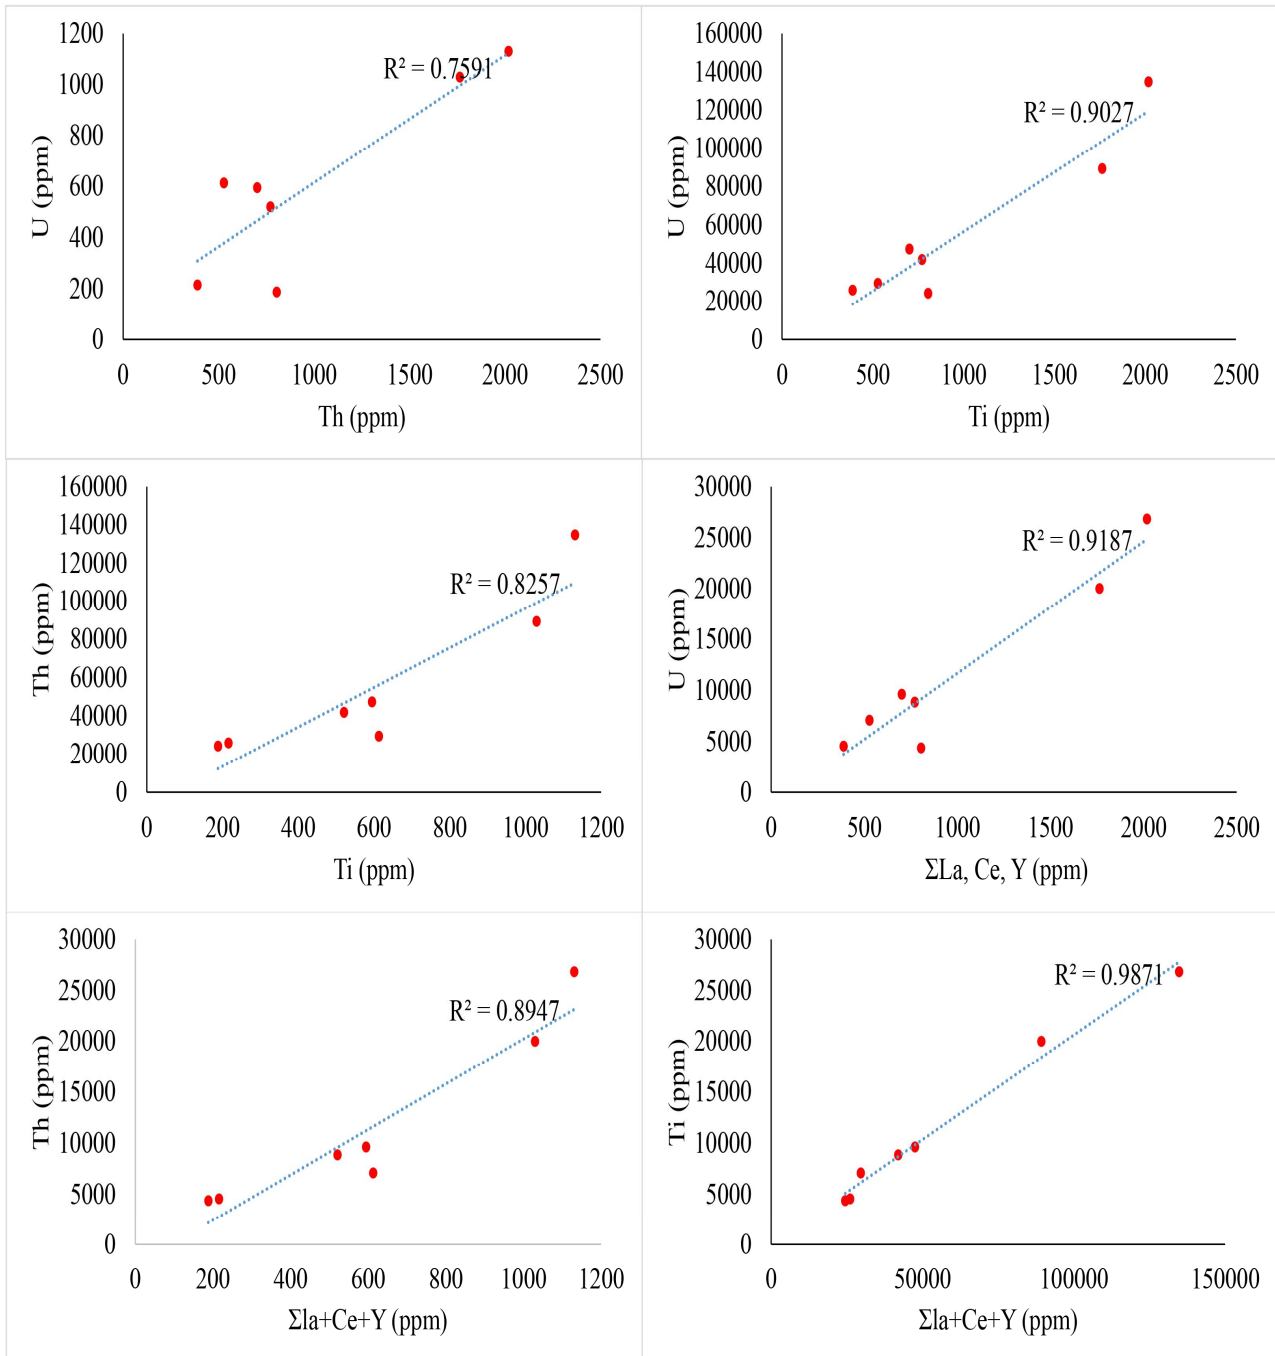 1200
1000
800
600
400
200
0
U (ppm)
R² = 0.7591
0 500 1000 1500 2000 2500
Th (ppm)
160000
140000
120000
100000
80000
60000
40000
20000
0
U (ppm)
R² = 0.9027
0 500 1000 1500 2000 2500
Ti (ppm)
160000
140000
120000
100000
80000
60000
40000
20000
0
Th (ppm)
R² = 0.8257
0 200 400 600 800 1000 1200
Ti (ppm)
30000
25000
20000
15000
10000
5000
0
U (ppm)
R² = 0.9187
0 500 1000 1500 2000 2500
ΣLa, Ce, Y (ppm)
30000
25000
20000
15000
10000
5000
0
Th (ppm)
R² = 0.8947
0 200 400 600 800 1000 1200
Σla+Ce+Y (ppm)
30000
25000
20000
15000
10000
5000
0
Ti (ppm)
R² = 0.9871
0 50000 100000 150000
Σla+Ce+Y (ppm)